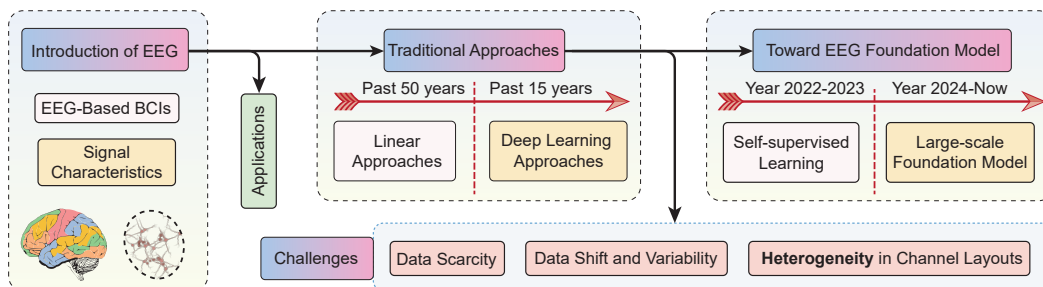 Introduction of EEG
EEG-Based BCIs
Signal
Characteristics
Applications
Traditional Approaches
Past 50 years
Past 15 years
Linear
Approaches
Deep Learning
Approaches
Toward EEG Foundation Model
Year 2022-2023
Year 2024-Now
Self-supervised
Learning
Large-scale
Foundation Model
Challenges
Data Scarcity
Data Shift and Variability
Heterogeneity in Channel Layouts